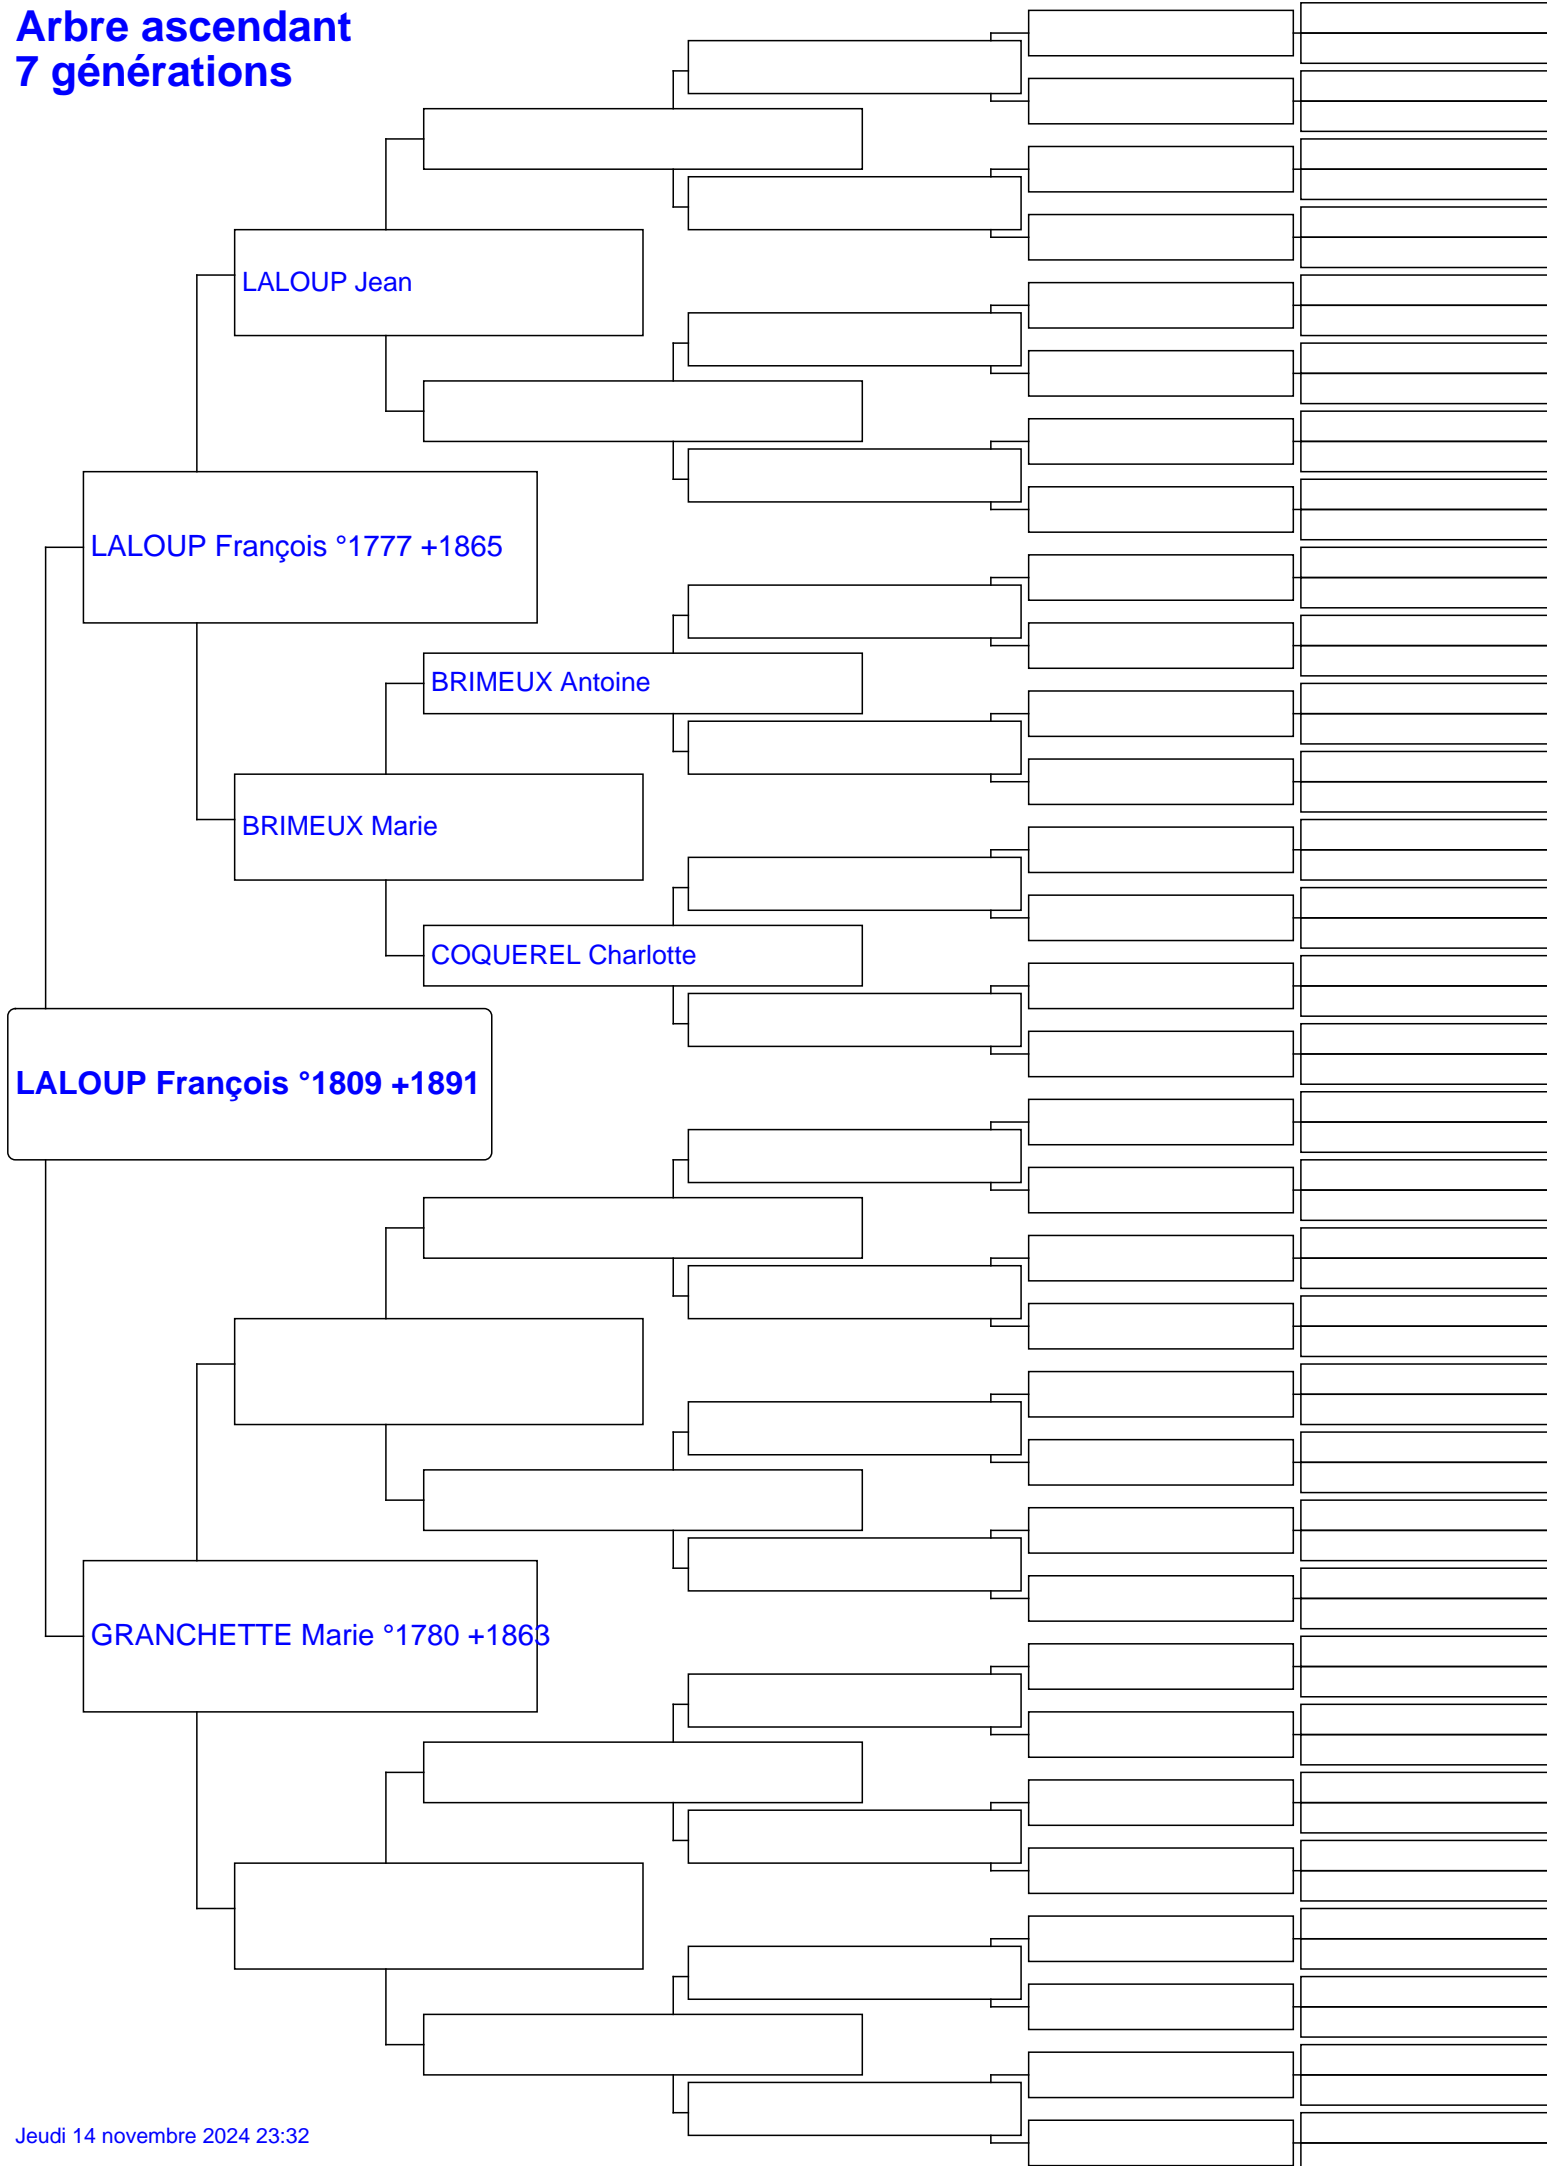 Arbre ascendant
7 générations
LALOUP Jean
LALOUP François °1777 +1865
BRIMEUX Antoine
BRIMEUX Marie
COQUEREL Charlotte
LALOUP François °1809 +1891
GRANCHETTE Marie °1780 +1863
Jeudi 14 novembre 2024 23:32